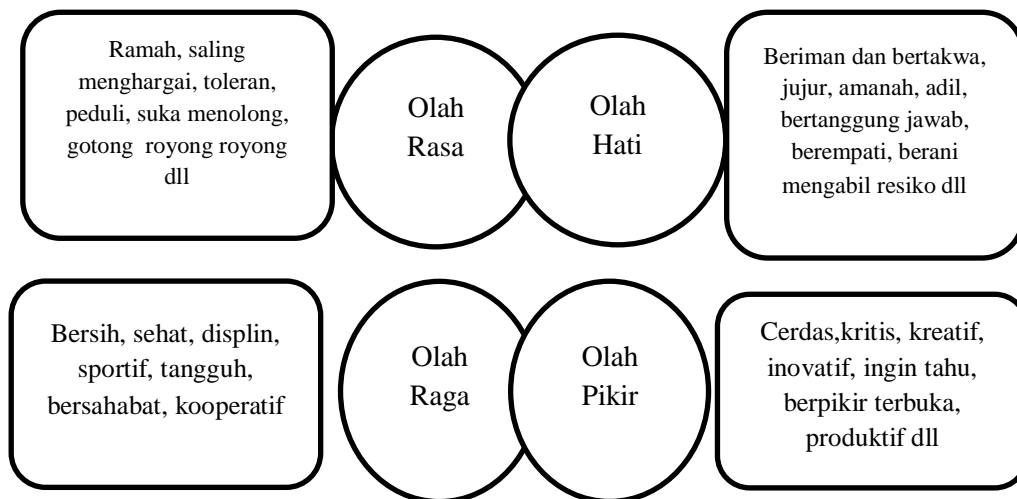 Ramah, saling
menghargai, toleran,
peduli, suka menolong,
gotong royong royong
dll
Olah
Rasa
Olah
Hati
Beriman dan bertakwa,
jujur, amanah, adil,
bertanggung jawab,
berempati, berani
mengabil resiko dll
Bersih, sehat, displin,
sportif, tangguh,
bersahabat, kooperatif
Olah
Raga
Olah
Pikir
Cerdas,kritis, kreatif,
inovatif, ingin tahu,
berpikir terbuka,
produktif dll